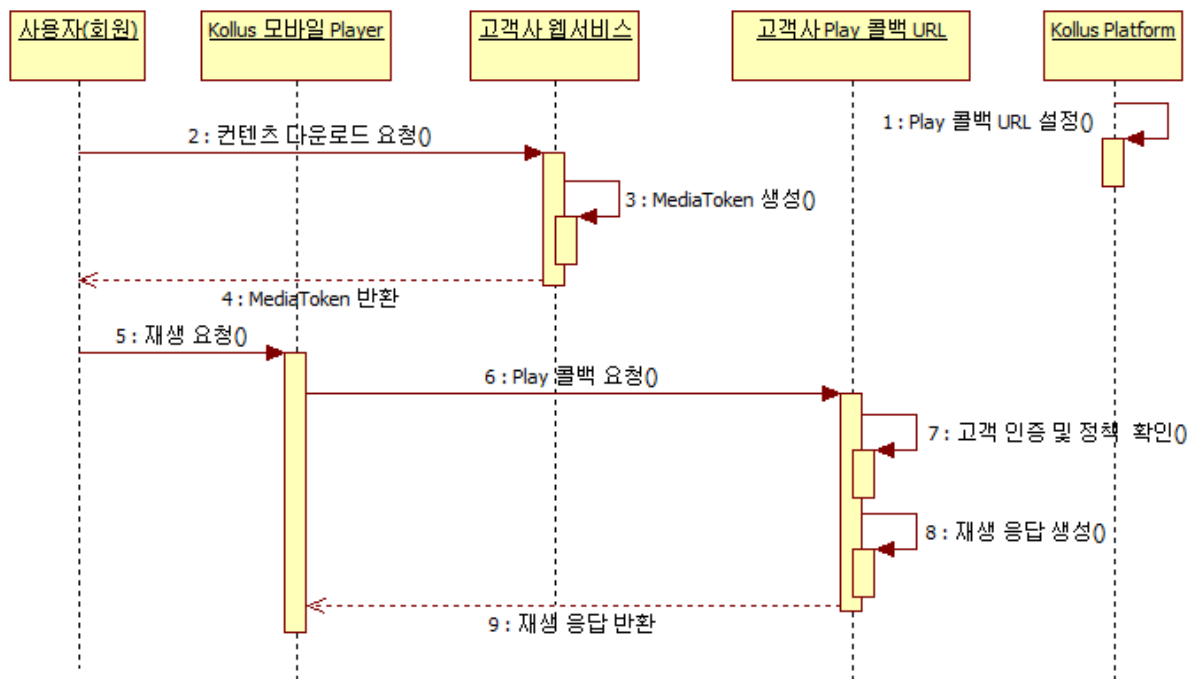 사용자(회원)
Kollus 모바일 Player
고객사 웹서비스
고객사 Play 콜백 URL
Kollus Platform
1 : Play 콜백 URL 설정()
2 : 컨텐츠 다운로드 요청()
3 : MediaToken 생성()
4 : MediaToken 반환
5 : 재생 요청()
6 : Play 콜백 요청()
7 : 고객 인증 및 정책 확인()
8 : 재생 응답 생성()
9 : 재생 응답 반환